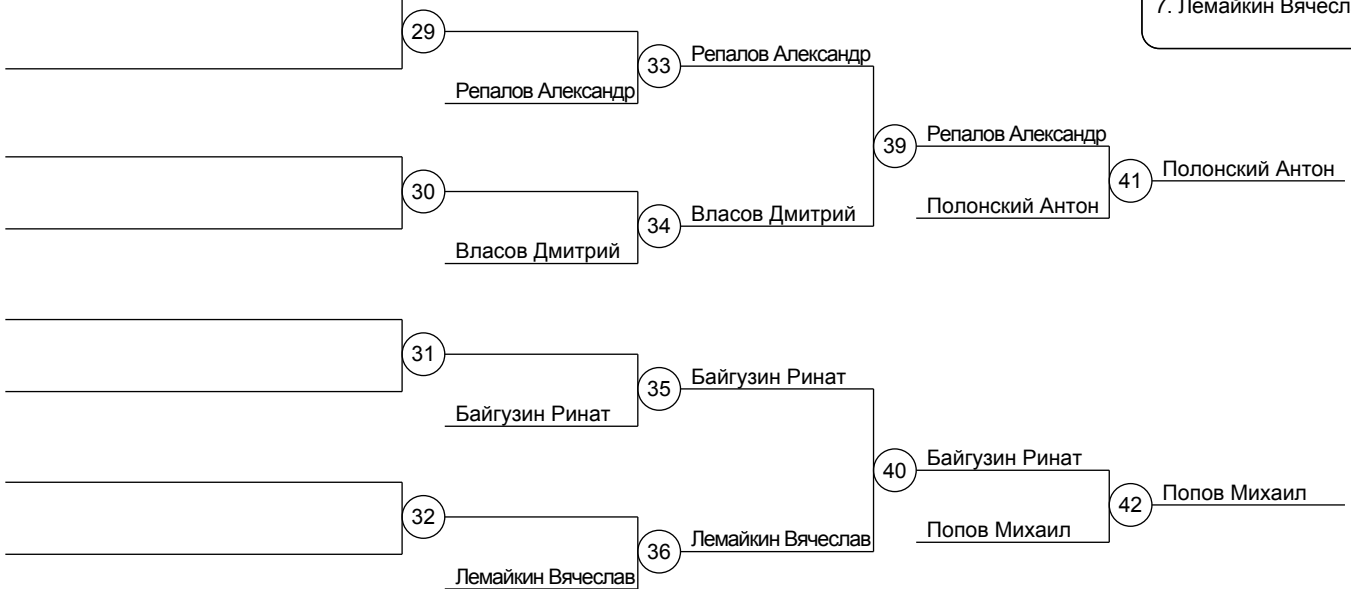 7. Лемайкин Вячесл
29
33
Репалов Александр
Репалов Александр
39
Репалов Александр
41
Полонский Антон
30
34
Власов Дмитрий
Полонский Антон
Власов Дмитрий
31
35
Байгузин Ринат
Байгузин Ринат
40
Байгузин Ринат
42
Попов Михаил
32
36
Лемайкин Вячеслав
Попов Михаил
Лемайкин Вячеслав